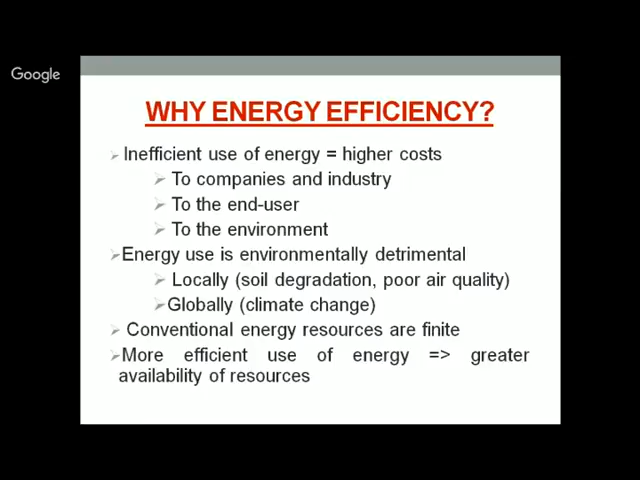 Google
WHY ENERGY EFFICIENCY?
Inefficient use of energy = higher costs
To companies and industry
To the end-user
To the environment
Energy use is environmentally detrimental
Locally (soil degradation, poor air quality)
Globally (climate change)
Conventional energy resources are finite
More efficient use of energy => greater
availability of resources